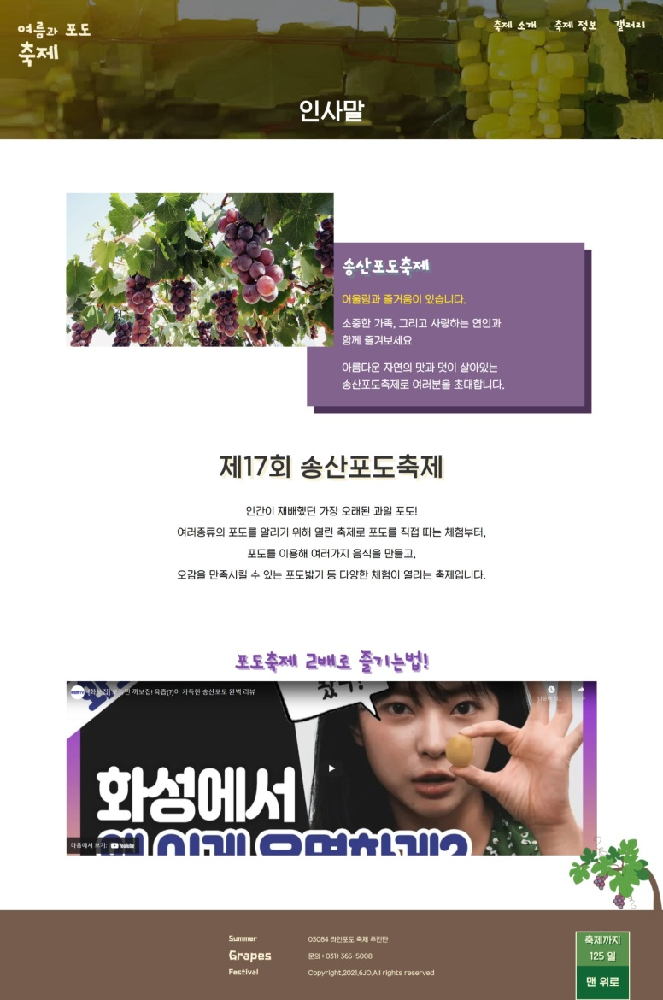 여름과 포도
축제
축제 소개 축제 정보 갤러리
인사말
송산포도축제
어울림과 즐거움이 있습니다.
소중한 가족, 그리고 사랑하는 연인과
함께 즐겨보세요
아름다운 자연의 맛과 멋이 살아있는
송산포도축제로 여러분을 초대합니다.
제17회 송산포도축제
인간이 재배했던 가장 오래된 과일 포도!
여러종류의 포도를 알리기 위해 열린 축제로 포도를 직접 따는 체험부터,
포도를 이용해 여러가지 음식을 만들고,
오감을 만족시킬 수 있는 포도밟기 등 다양한 체험이 열리는 축제입니다.
포도축제 2배로 즐기는법!
까보집! 육즙(?)이 가득한 송산포도 완벽 리뷰
화성에서
왜 이게 유명하게?
다음에서 보기: YouTube
Summer
Grapes
Festival
03084 라인포도 축제 추진단
문의 : 031) 365-5008
Copyright,2021,6JO,All rights reserved
축제까지
125 일
맨 위로